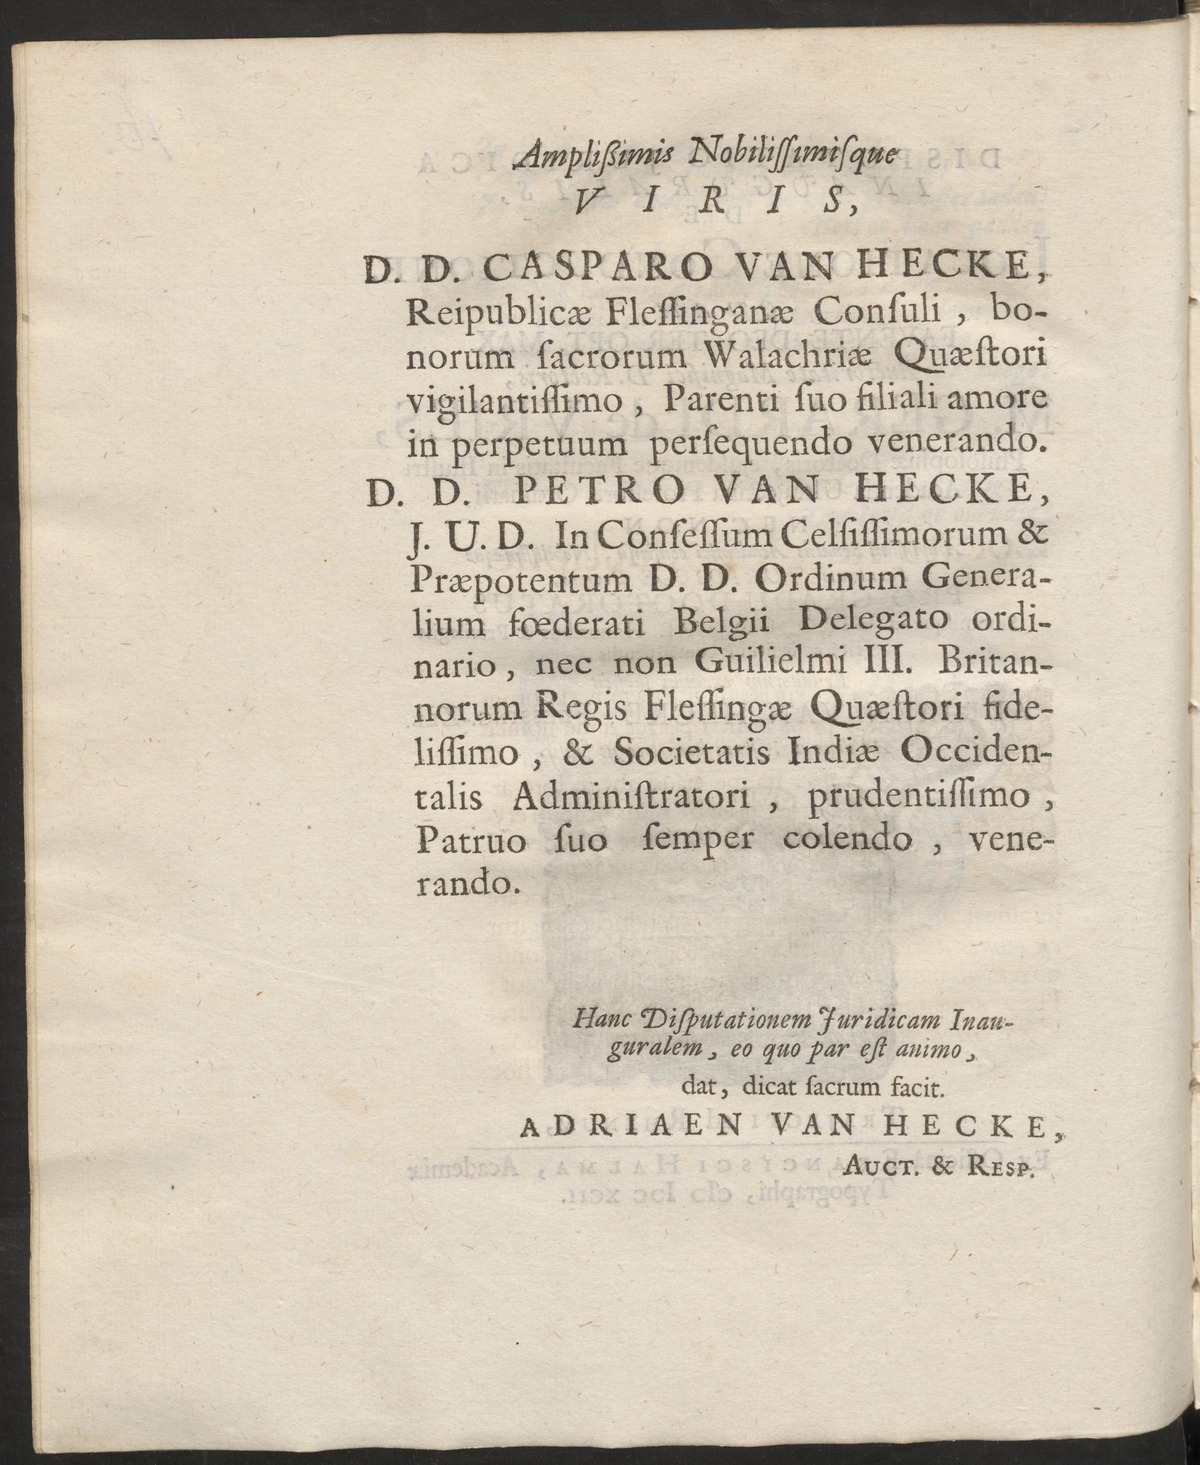 Ampliſsimis Nobiliſſimiſque
VIRIS,
D. D. CASPARO VAN HECKE,
Reipublicæ Fleſſinganæ Conſuli, bo-
norum ſacrorum Walachriæ Quæſtori
vigilantiſſimo, Parenti ſuo filiali amore
in perpetuum perſequendo venerando.
D. D. PETRO VAN HECKE,
J. U. D. In Conſeſſum Celſiſſimorum &
Præpotentum D. D. Ordinum Genera-
lium fœderati Belgii Delegato ordi-
nario, nec non Guilielmi III. Britan-
norum Regis Fleſſingæ Quæſtori fide-
liſſimo, & Societatis Indiæ Occiden-
talis Adminiſtratori, prudentiſſimo,
Patruo ſuo ſemper colendo, vene-
rando.
Hanc Diſputationem Juridicam Inau-
guralem, eo quo par eſt animo,
dat, dicat ſacrum facit.
ADRIAEN VAN HECKE,
AUCT. & RESP.